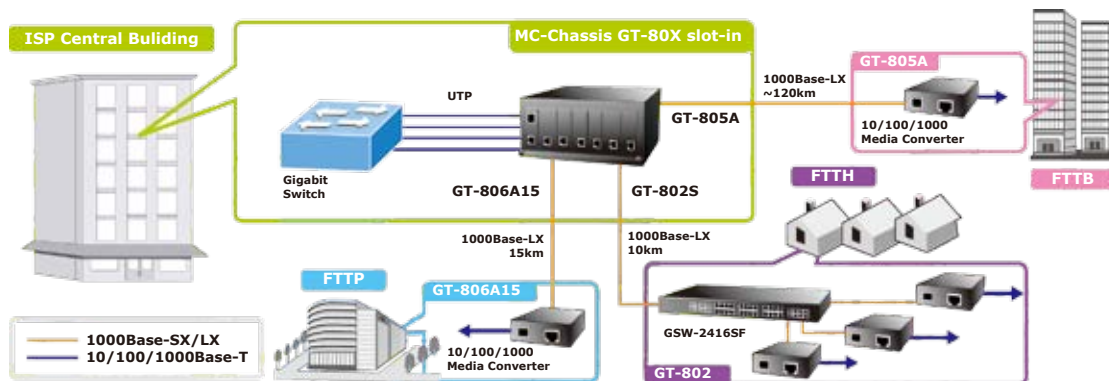 ISP Central Buliding
MC-Chassis GT-80X slot-in
UTP
Gigabit
Switch
GT-805A
GT-806A15
GT-802S
1000Base-LX
~120km
GT-805A
10/100/1000
Media Converter
FTTB
FTTH
1000Base-LX
15km
1000Base-LX
10km
FTTP
GT-806A15
10/100/1000
Media Converter
GSW-2416SF
GT-802
1000Base-SX/LX
10/100/1000Base-T